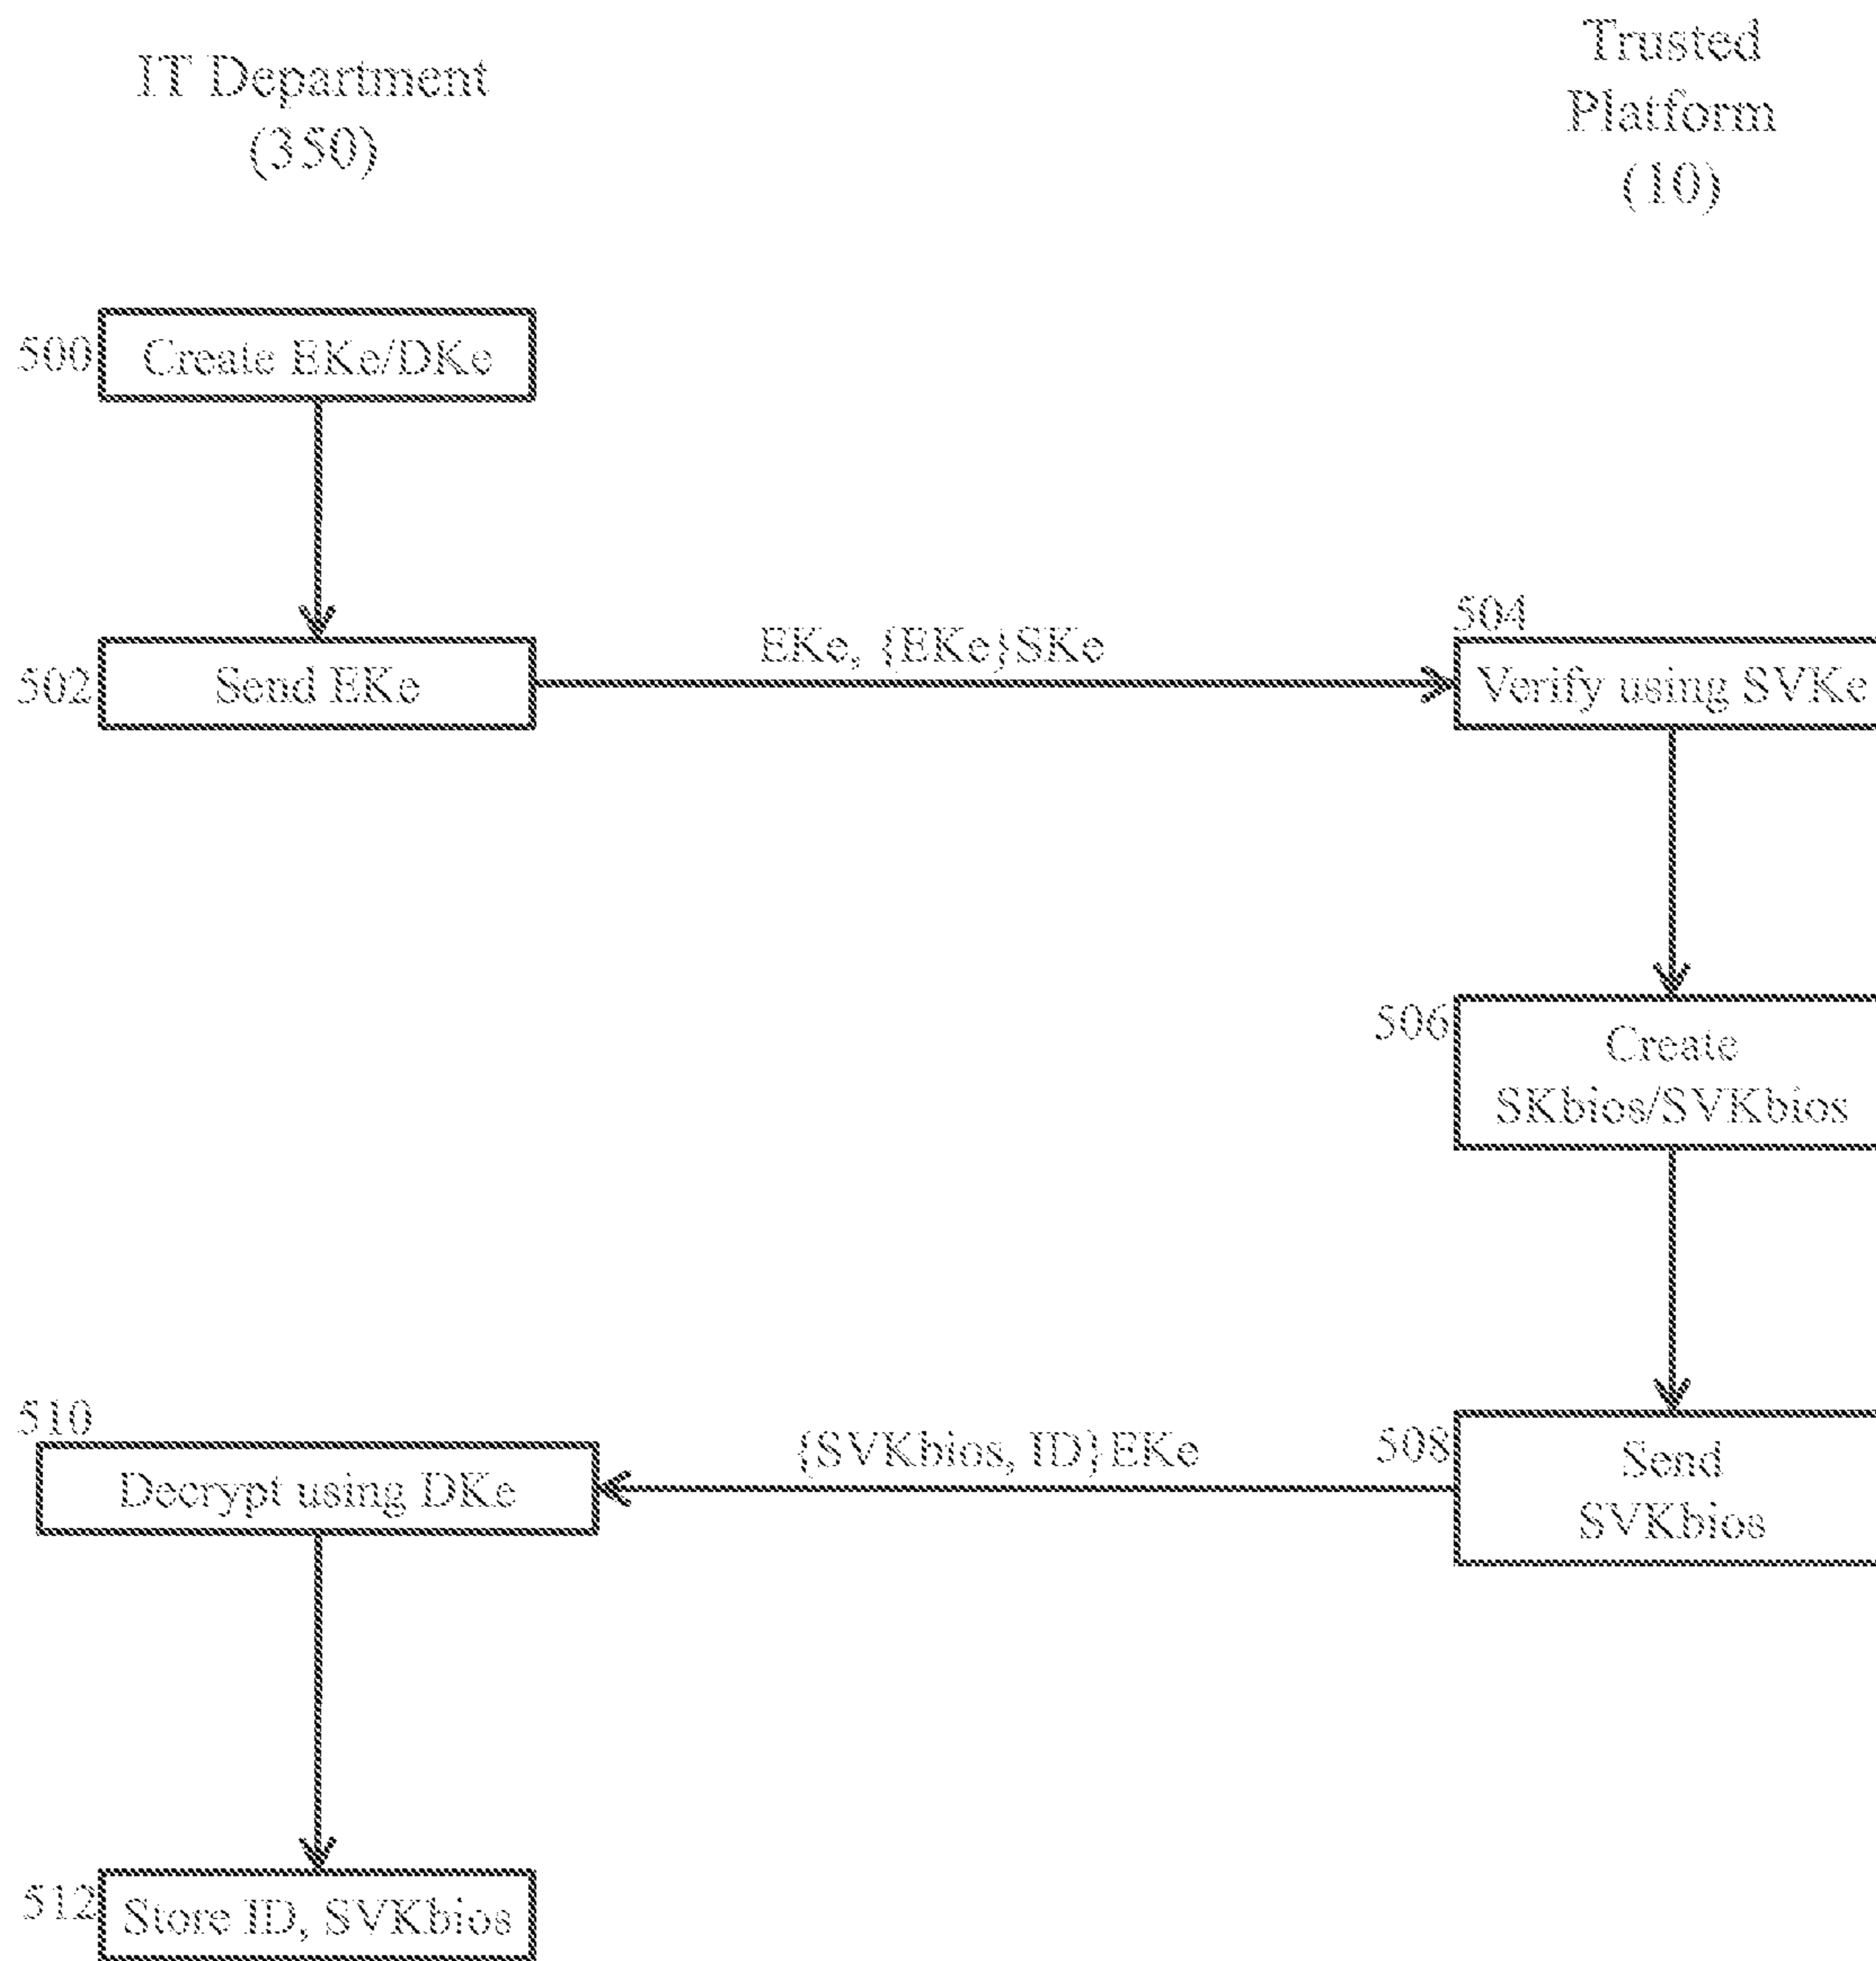 IT Department
(350)
Trusted
Platform
(10)
500
Create EKe/DKe
502
Send EKe
EKe, {EKe}SKe
504
Verify using SVKe
506
Create
SKbios/SVKbios
508
Send
SVKbios
{SVKbios, ID}EKe
510
Decrypt using DKe
512
Store ID, SVKbios